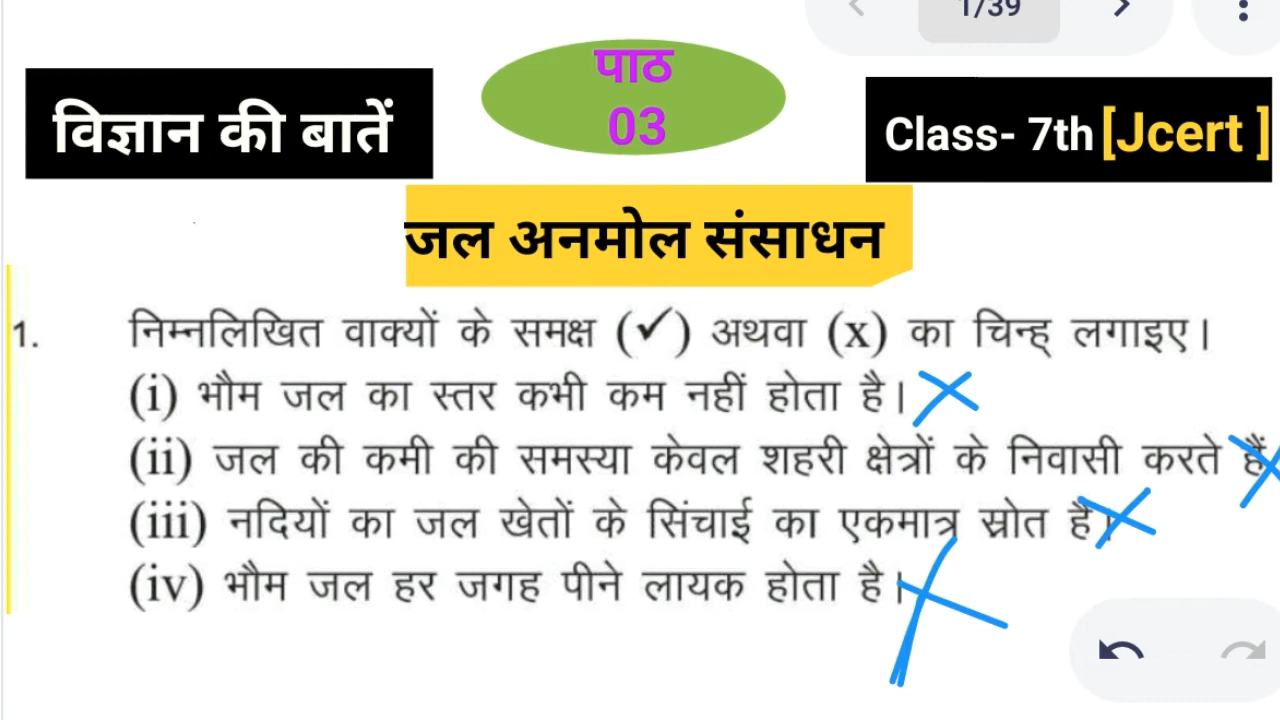 1/39
विज्ञान की बातें
पाठ
03
Class- 7th [Jcert ]
जल अनमोल संसाधन
1. निम्नलिखित वाक्यों के समक्ष (✓) अथवा (x) का चिन्ह् लगाइए।
(i) भौम जल का स्तर कभी कम नहीं होता है।
(ii) जल की कमी की समस्या केवल शहरी क्षेत्रों के निवासी करते हैं
(iii) नदियों का जल खेतों के सिंचाई का एकमात्र स्रोत है।
(iv) भौम जल हर जगह पीने लायक होता है।